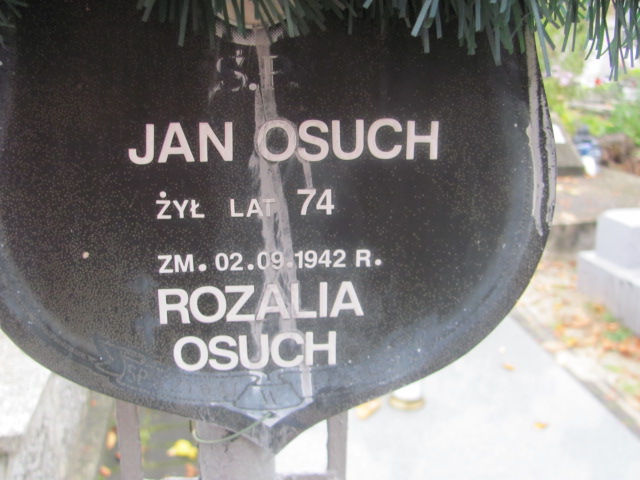 Ś.P.
JAN OSUCH
ŻYŁ LAT 74
ZM. 02.09.1942 R.
ROZALIA
OSUCH